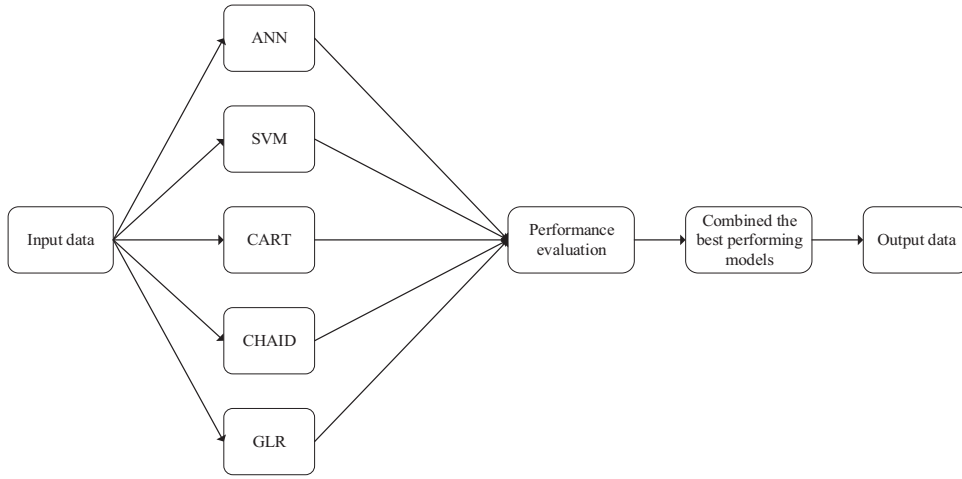 ANN
SVM
Input data
CART
Performance
evaluation
Combined the
best performing
models
Output data
CHAID
GLR